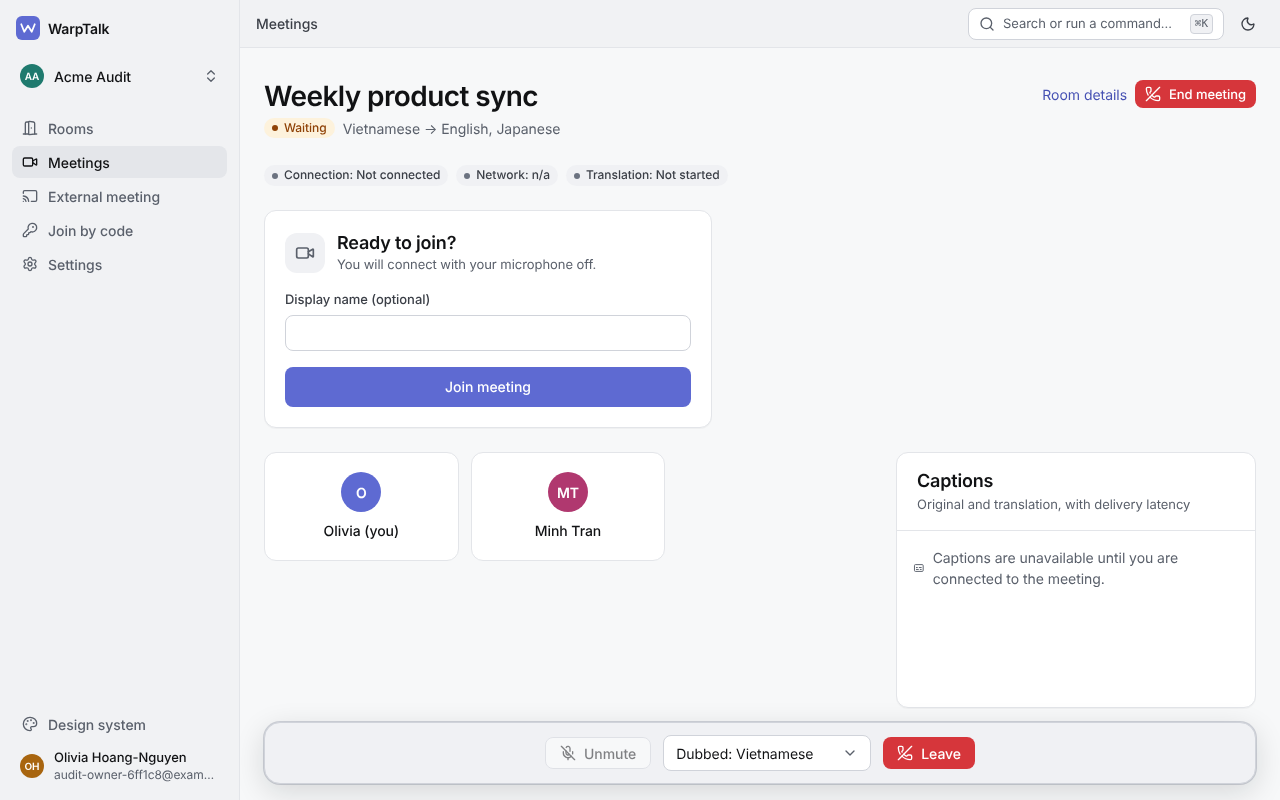 WarpTalk
AA
Acme Audit
Rooms
Meetings
External meeting
Join by code
Settings
Design system
OH
Olivia Hoang-Nguyen
audit-owner-6ff1c8@exam...
Meetings
Search or run a command...
⌘K
Weekly product sync
Room details
End meeting
Waiting
Vietnamese → English, Japanese
Connection: Not connected
Network: n/a
Translation: Not started
Ready to join?
You will connect with your microphone off.
Display name (optional)
Join meeting
O
Olivia (you)
MT
Minh Tran
Captions
Original and translation, with delivery latency
Captions are unavailable until you are
connected to the meeting.
Unmute
Dubbed: Vietnamese
Leave